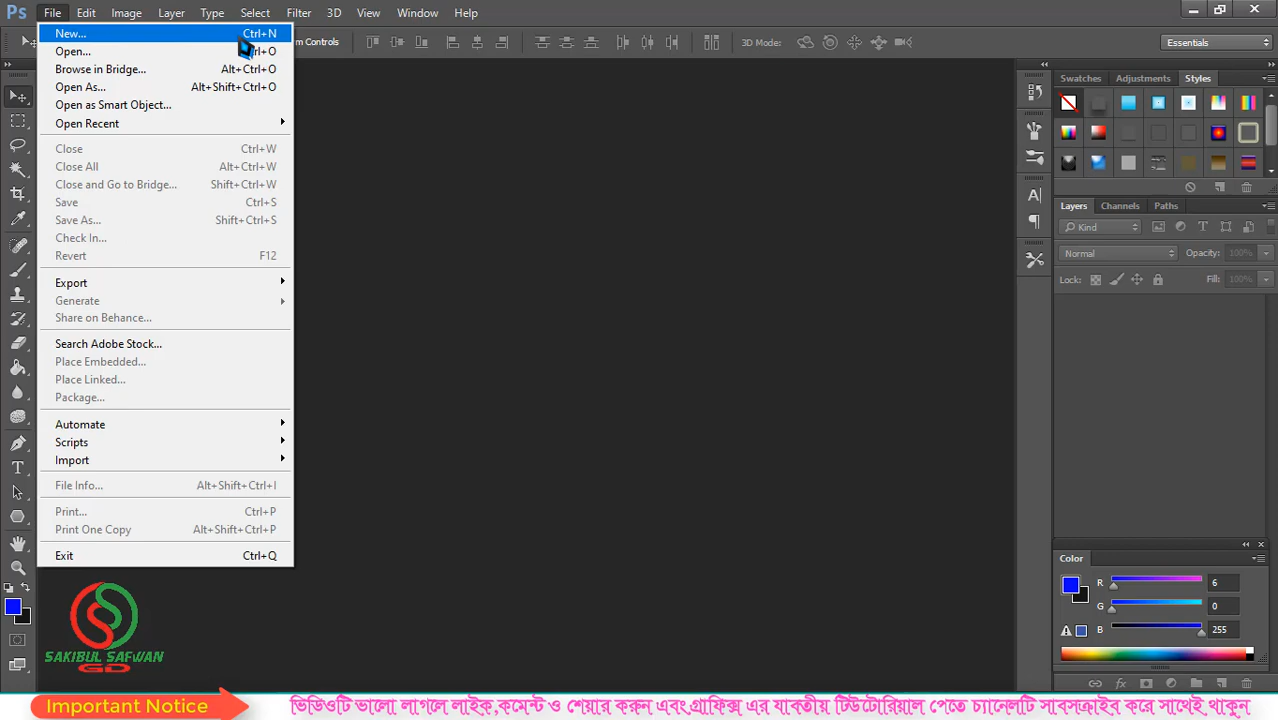 Ps File Edit Image Layer Type Select Filter 3D View Window Help
m Controls 3D Mode: Essentials
New... Ctrl+N
Open... rl+O
Browse in Bridge... Alt+Ctrl+O
Open As... Alt+Shift+Ctrl+O
Open as Smart Object...
Open Recent
Close Ctrl+W
Close All Alt+Ctrl+W
Close and Go to Bridge... Shift+Ctrl+W
Save Ctrl+S
Save As... Shift+Ctrl+S
Check In...
Revert F12
Export
Generate
Share on Behance...
Search Adobe Stock...
Place Embedded...
Place Linked...
Package...
Automate
Scripts
Import
File Info... Alt+Shift+Ctrl+I
Print... Ctrl+P
Print One Copy Alt+Shift+Ctrl+P
Exit Ctrl+Q
Swatches Adjustments Styles
Layers Channels Paths
Kind
Normal Opacity: 100%
Lock: Fill: 100%
Color
R 6
G 0
B 255
SAKIBUL SAFWAN
GD
Important Notice
ভিডিওটি ভালো লাগলে লাইক,কমেন্ট ও শেয়ার করুন এবং গ্রাফিক্স এর যাবতীয় টিউটোরিয়াল পেতে চ্যানেলটি সাবসক্রাইব করে সাথেই থাকুন